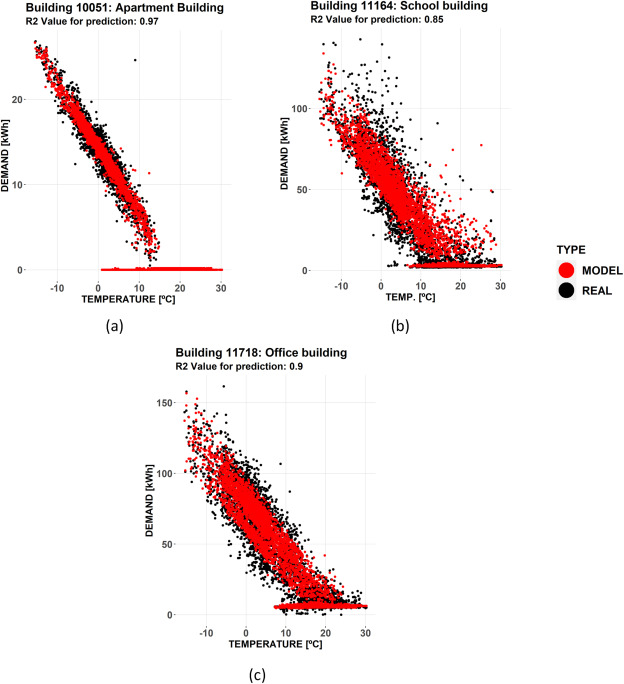 Building 10051: Apartment Building
R2 Value for prediction: 0.97
DEMAND [kWh]
20
10
0
-10 0 10 20 30
TEMPERATURE [ºC]
(a)
Building 11164: School building
R2 Value for prediction: 0.85
DEMAND [kWh]
100
50
0
-10 0 10 20 30
TEMP. [ºC]
(b)
TYPE
MODEL
REAL
Building 11718: Office building
R2 Value for prediction: 0.9
DEMAND [kWh]
150
100
50
0
-10 0 10 20 30
TEMPERATURE [ºC]
(c)